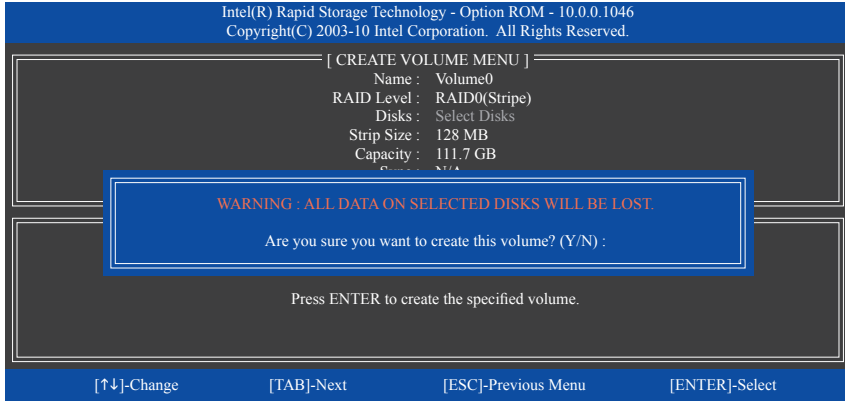 Intel(R) Rapid Storage Technology - Option ROM - 10.0.0.1046
Copyright(C) 2003-10 Intel Corporation. All Rights Reserved.
[ CREATE VOLUME MENU ]
Name : Volume0
RAID Level : RAID0(Stripe)
Disks : Select Disks
Strip Size : 128 MB
Capacity : 111.7 GB
WARNING : ALL DATA ON SELECTED DISKS WILL BE LOST.
Are you sure you want to create this volume? (Y/N) :
Press ENTER to create the specified volume.
[↑↓]-Change [TAB]-Next [ESC]-Previous Menu [ENTER]-Select